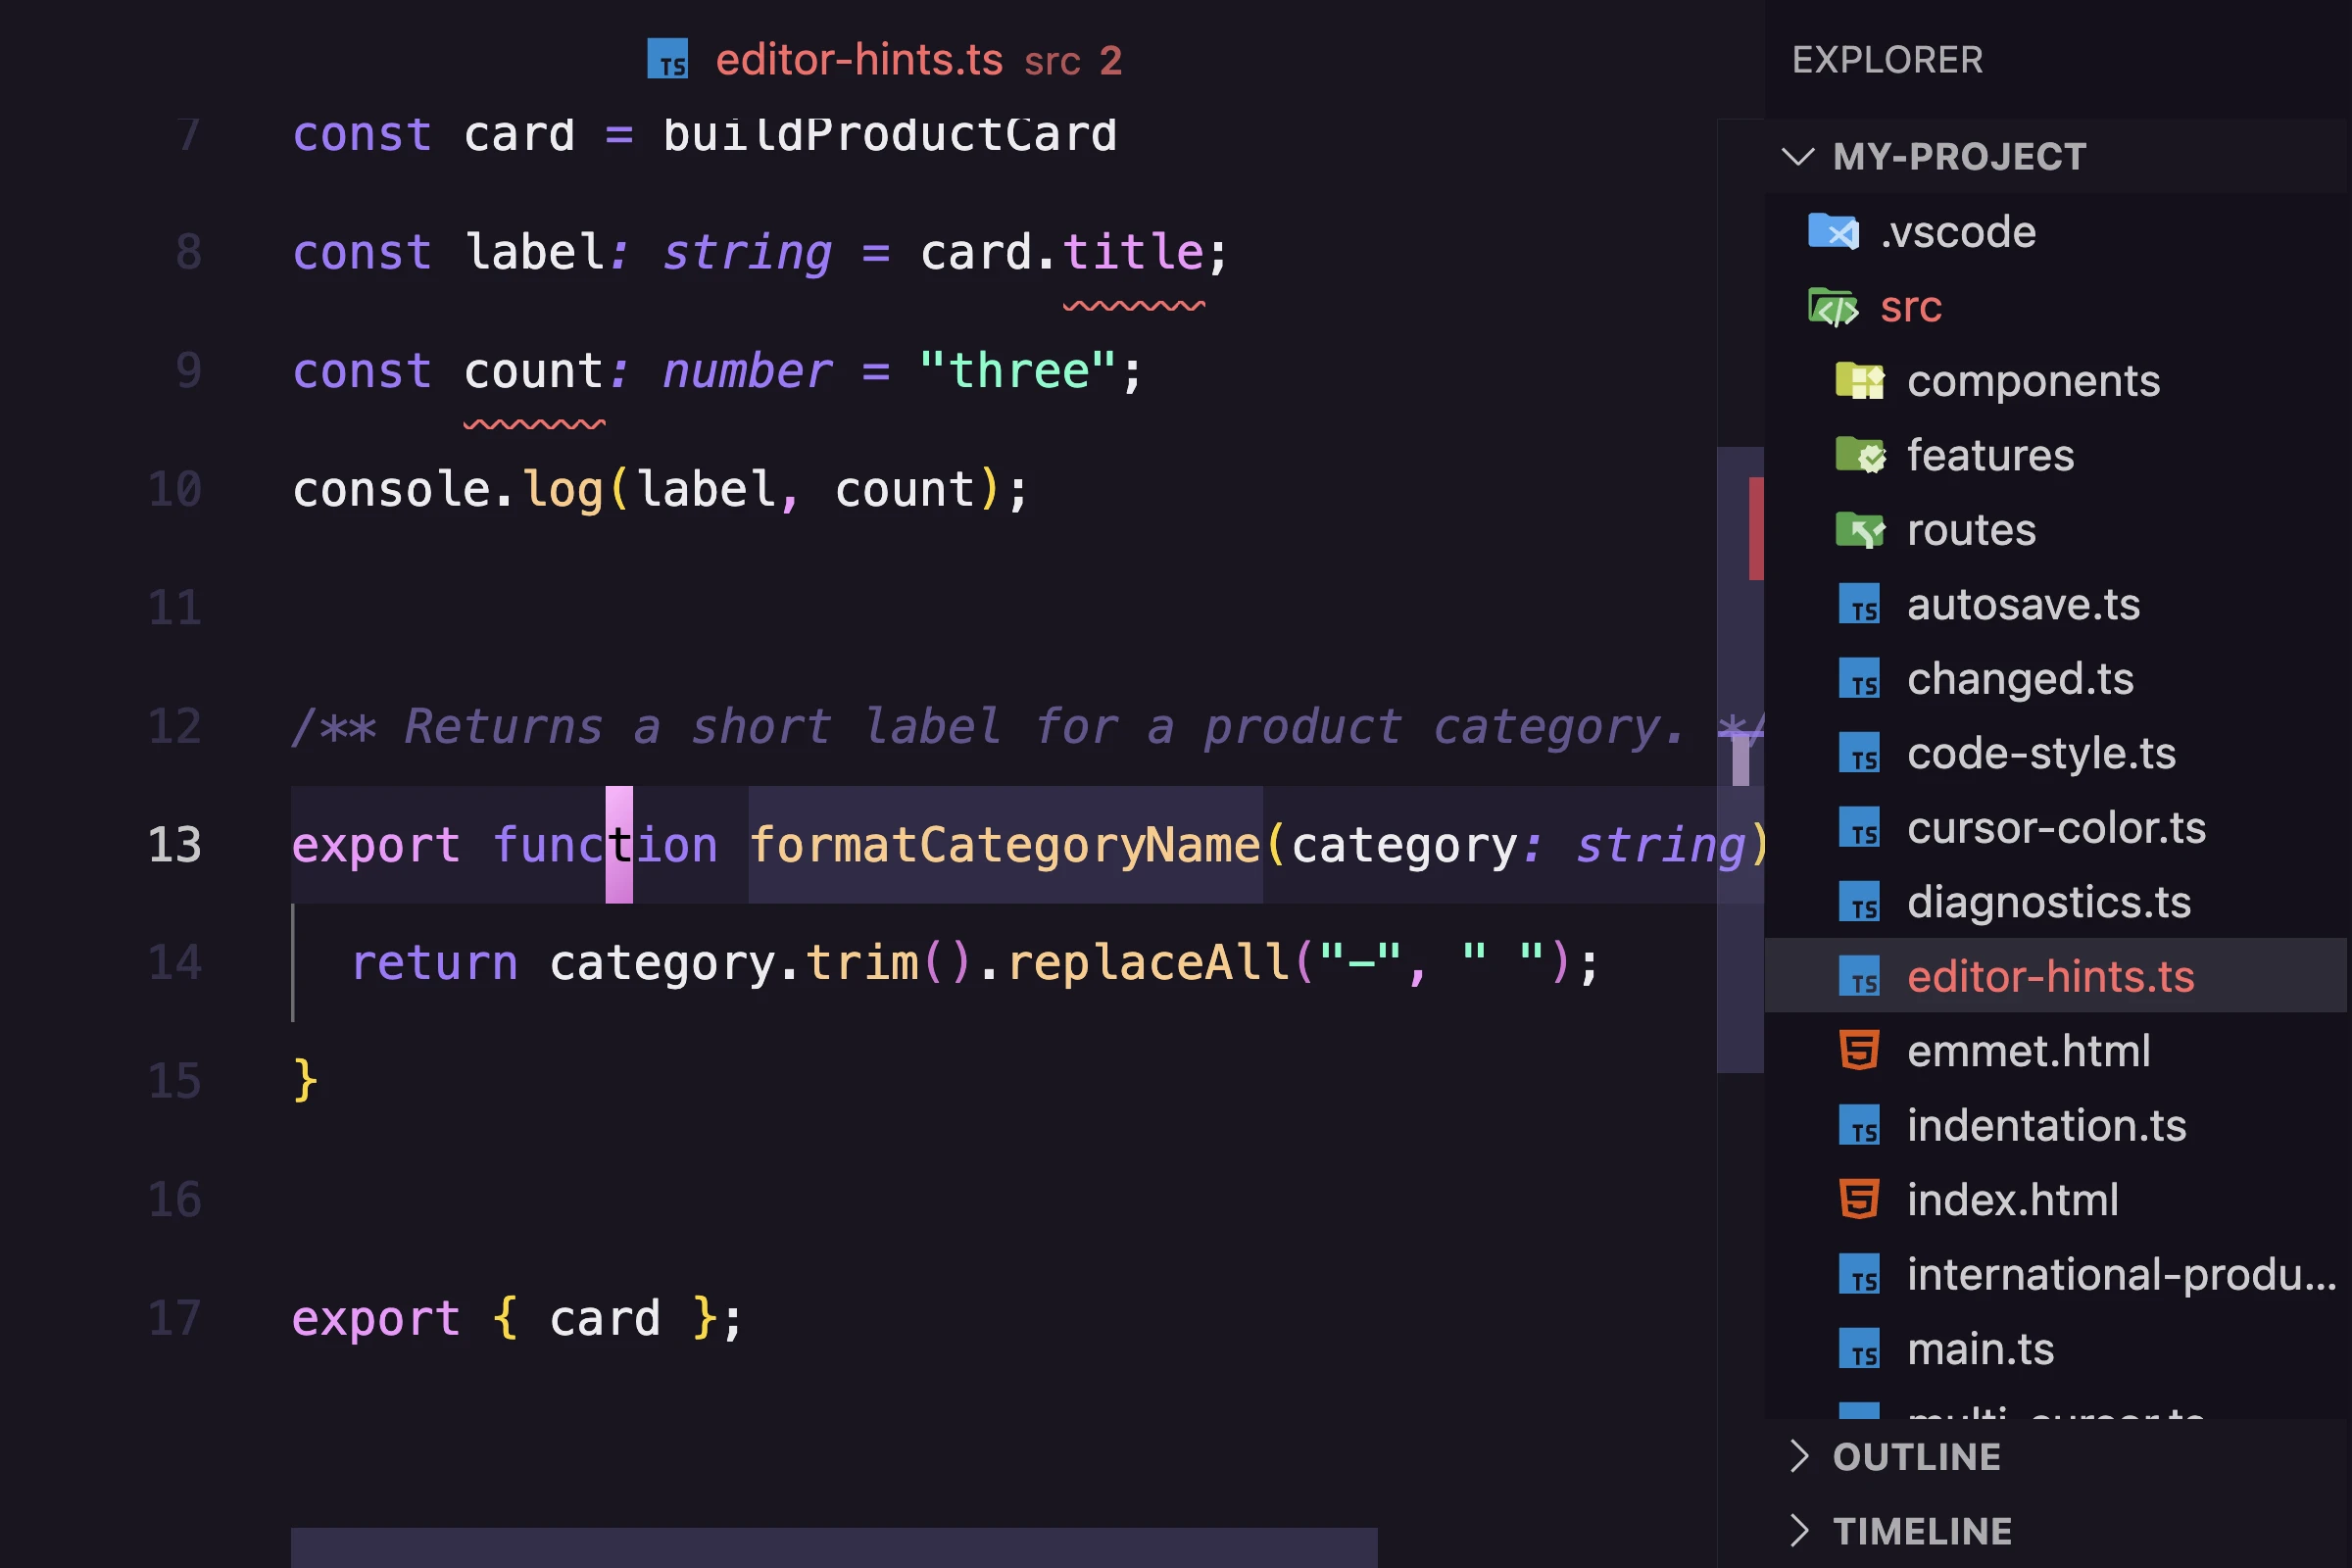 editor-hints.ts src 2
7 const card = buildProductCard
8 const label: string = card.title;
9 const count: number = "three";
10 console.log(label, count);
11
12 /** Returns a short label for a product category. */
13 export function formatCategoryName(category: string)
14 return category.trim().replaceAll("-", " ");
15 }
16
17 export { card };
EXPLORER
MY-PROJECT
.vscode
src
components
features
routes
autosave.ts
changed.ts
code-style.ts
cursor-color.ts
diagnostics.ts
editor-hints.ts
emmet.html
indentation.ts
index.html
international-produ...
main.ts
OUTLINE
TIMELINE